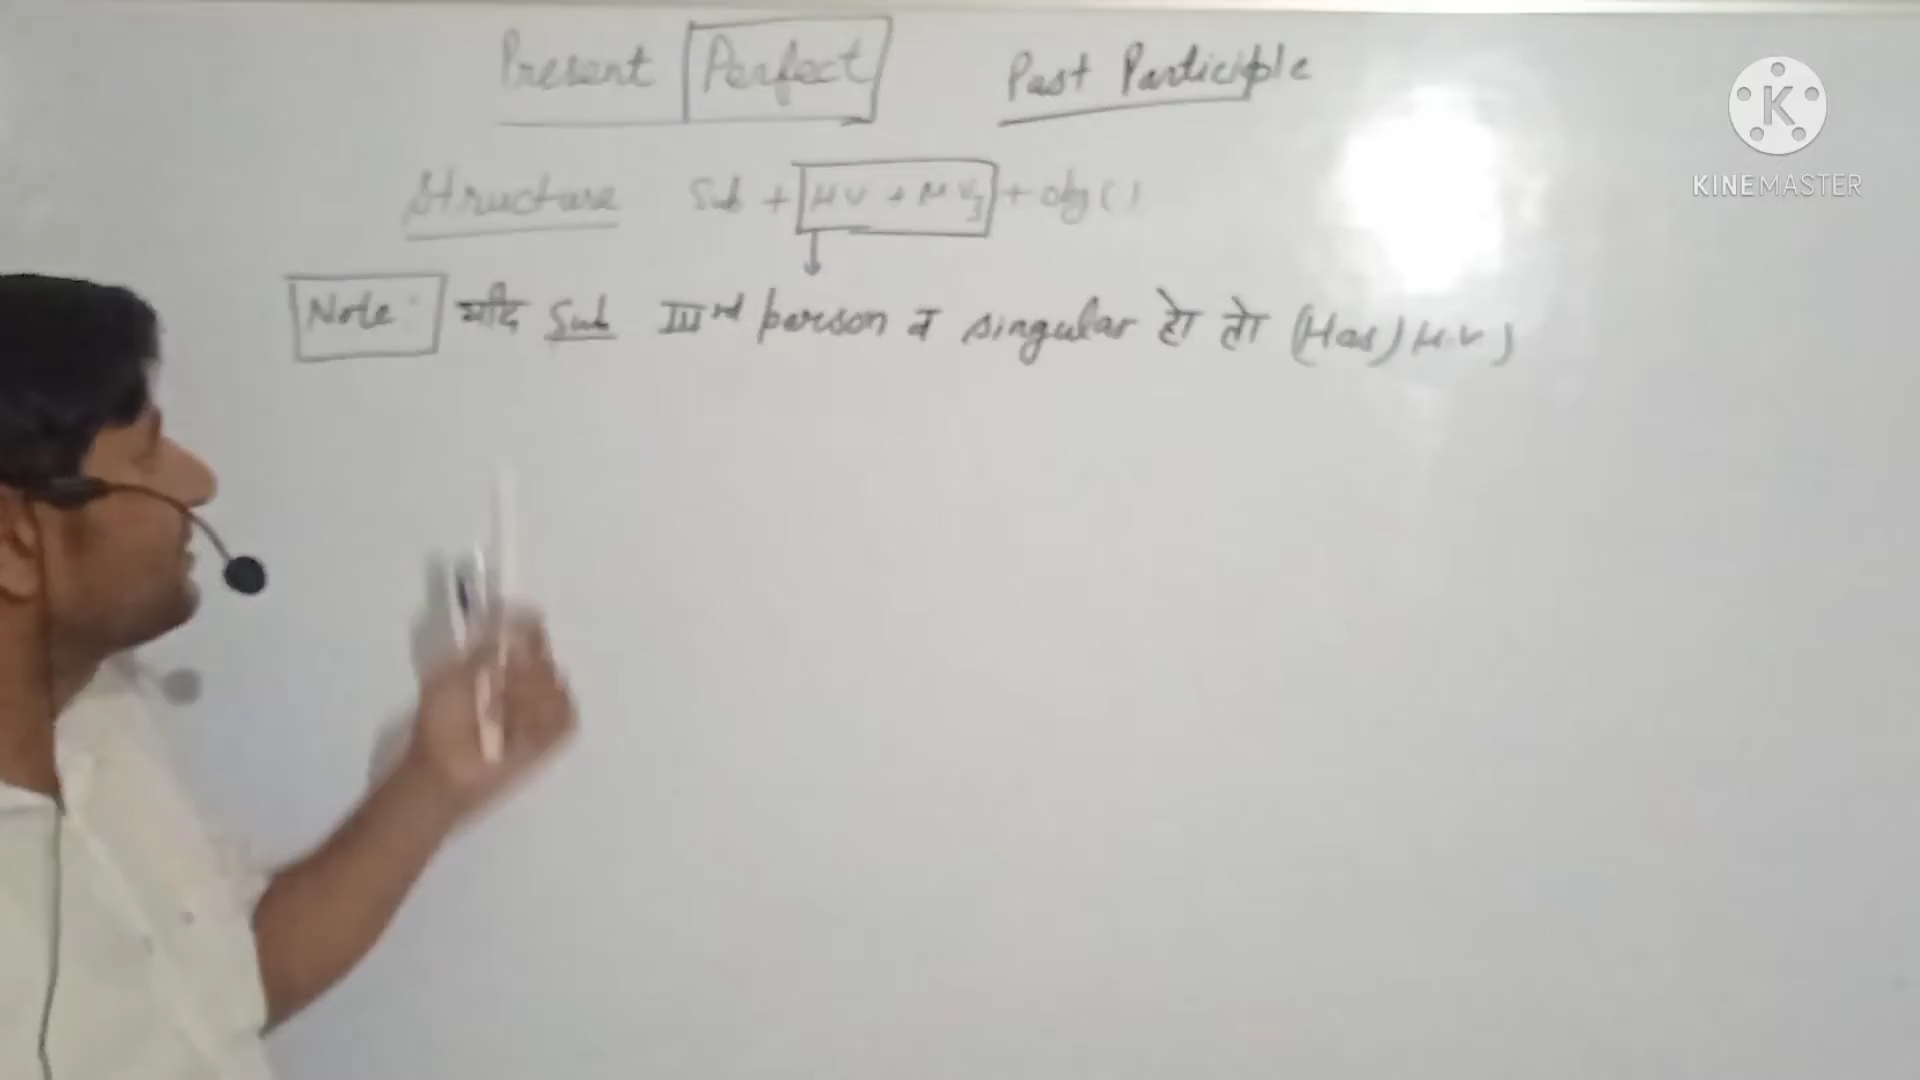 Present Perfect Past Participle
Structure Sub + HV + MV3 + obj ( )
Note: यदि Sub IIIrd person व singular हो तो (Has) H.V)
K
KINEMASTER